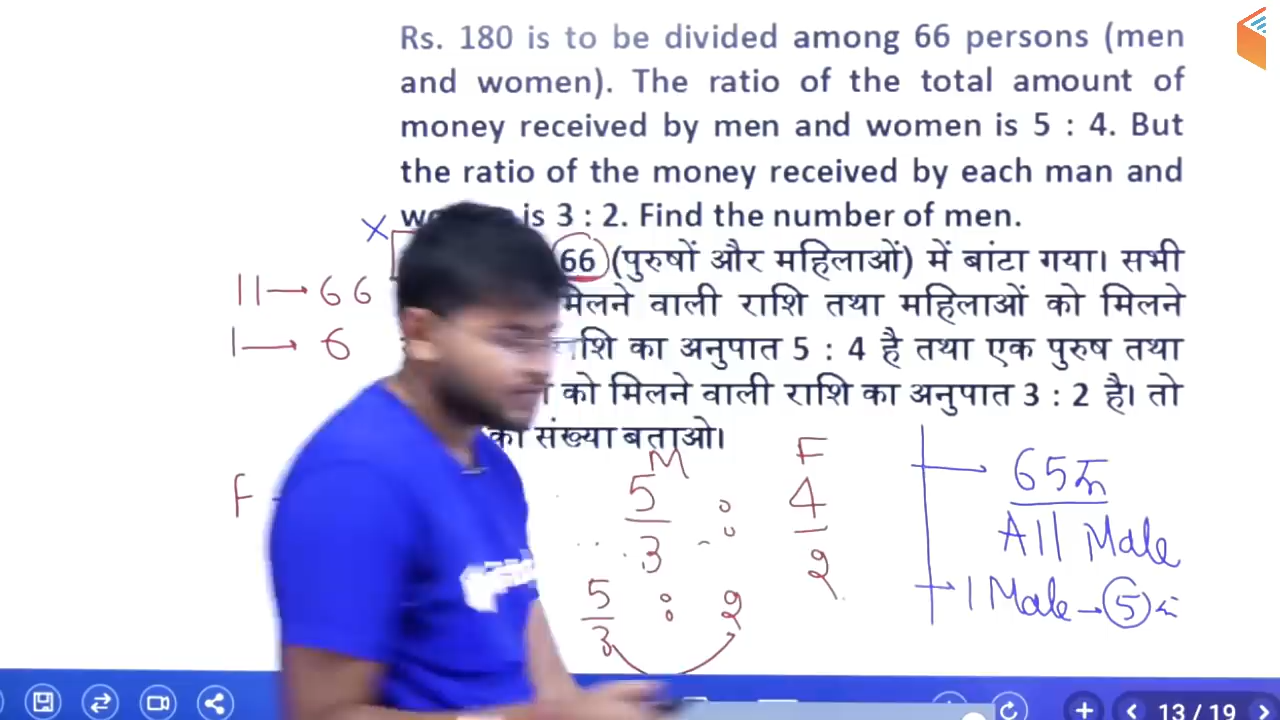 Rs. 180 is to be divided among 66 persons (men
and women). The ratio of the total amount of
money received by men and women is 5 : 4. But
the ratio of the money received by each man and
is 3 : 2. Find the number of men.
66 (पुरुषों और महिलाओं) में बांटा गया। सभी
मिलने वाली राशि तथा महिलाओं को मिलने
राशि का अनुपात 5 : 4 है तथा एक पुरुष तथा
को मिलने वाली राशि का अनुपात 3 : 2 है। तो
की संख्या बताओ।
X
11 → 66
1 → 6
F
M F
5/3 : 4/2
5/3 : 2
65
All Male
1 Male → 5
13 / 19